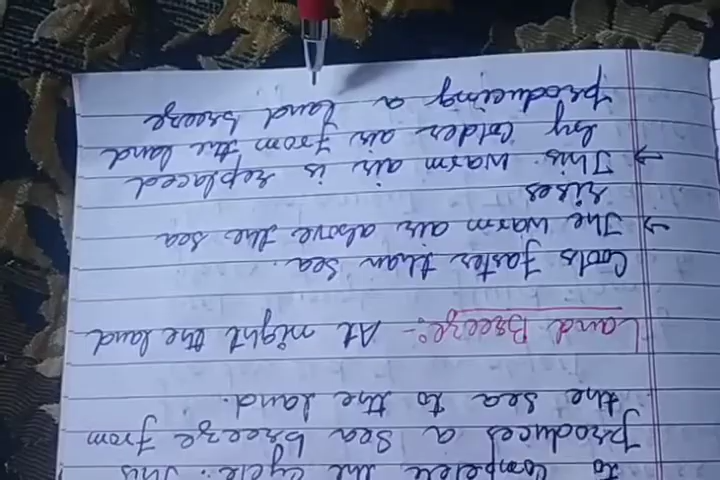 to complete the cycle. This
produces a sea breeze from
the sea to the land.
Land Breeze:- At night the land
Cools faster than sea.
→ The warm air above the sea
rises
→ This warm air is replaced
by Colder air from the land
producing a land breeze